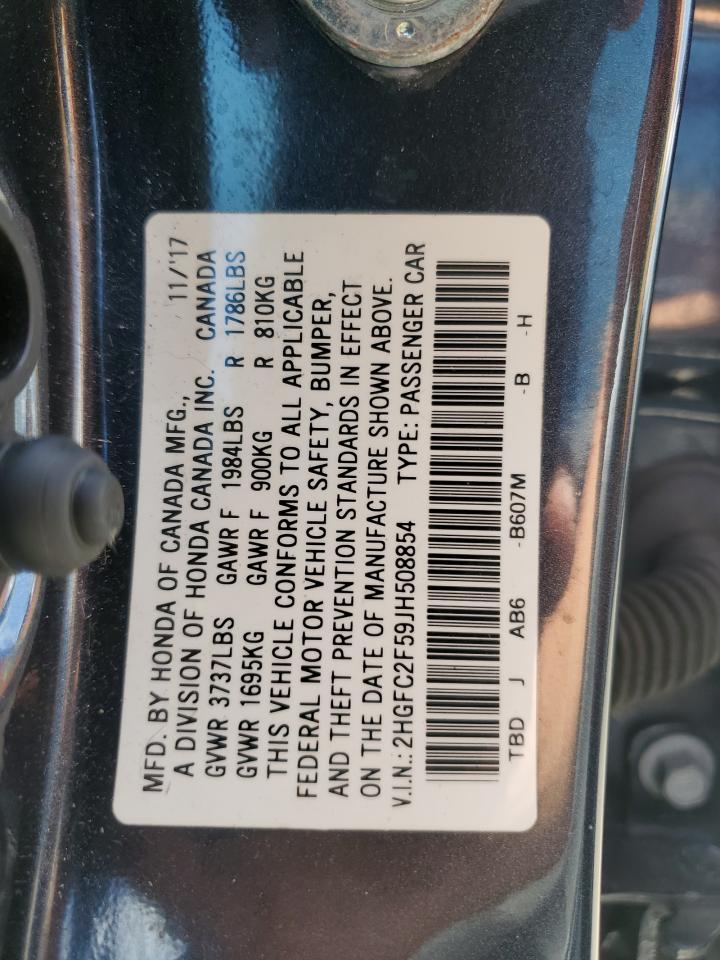 MFD. BY HONDA OF CANADA MFG., 11/'17
A DIVISION OF HONDA CANADA INC. CANADA
GVWR 3737LBS GAWR F 1984LBS R 1786LBS
GVWR 1695KG GAWR F 900KG R 810KG
THIS VEHICLE CONFORMS TO ALL APPLICABLE
FEDERAL MOTOR VEHICLE SAFETY, BUMPER,
AND THEFT PREVENTION STANDARDS IN EFFECT
ON THE DATE OF MANUFACTURE SHOWN ABOVE.
V.I.N.: 2HGFC2F59JH508854 TYPE: PASSENGER CAR
TBD J AB6 -B607M -B -H